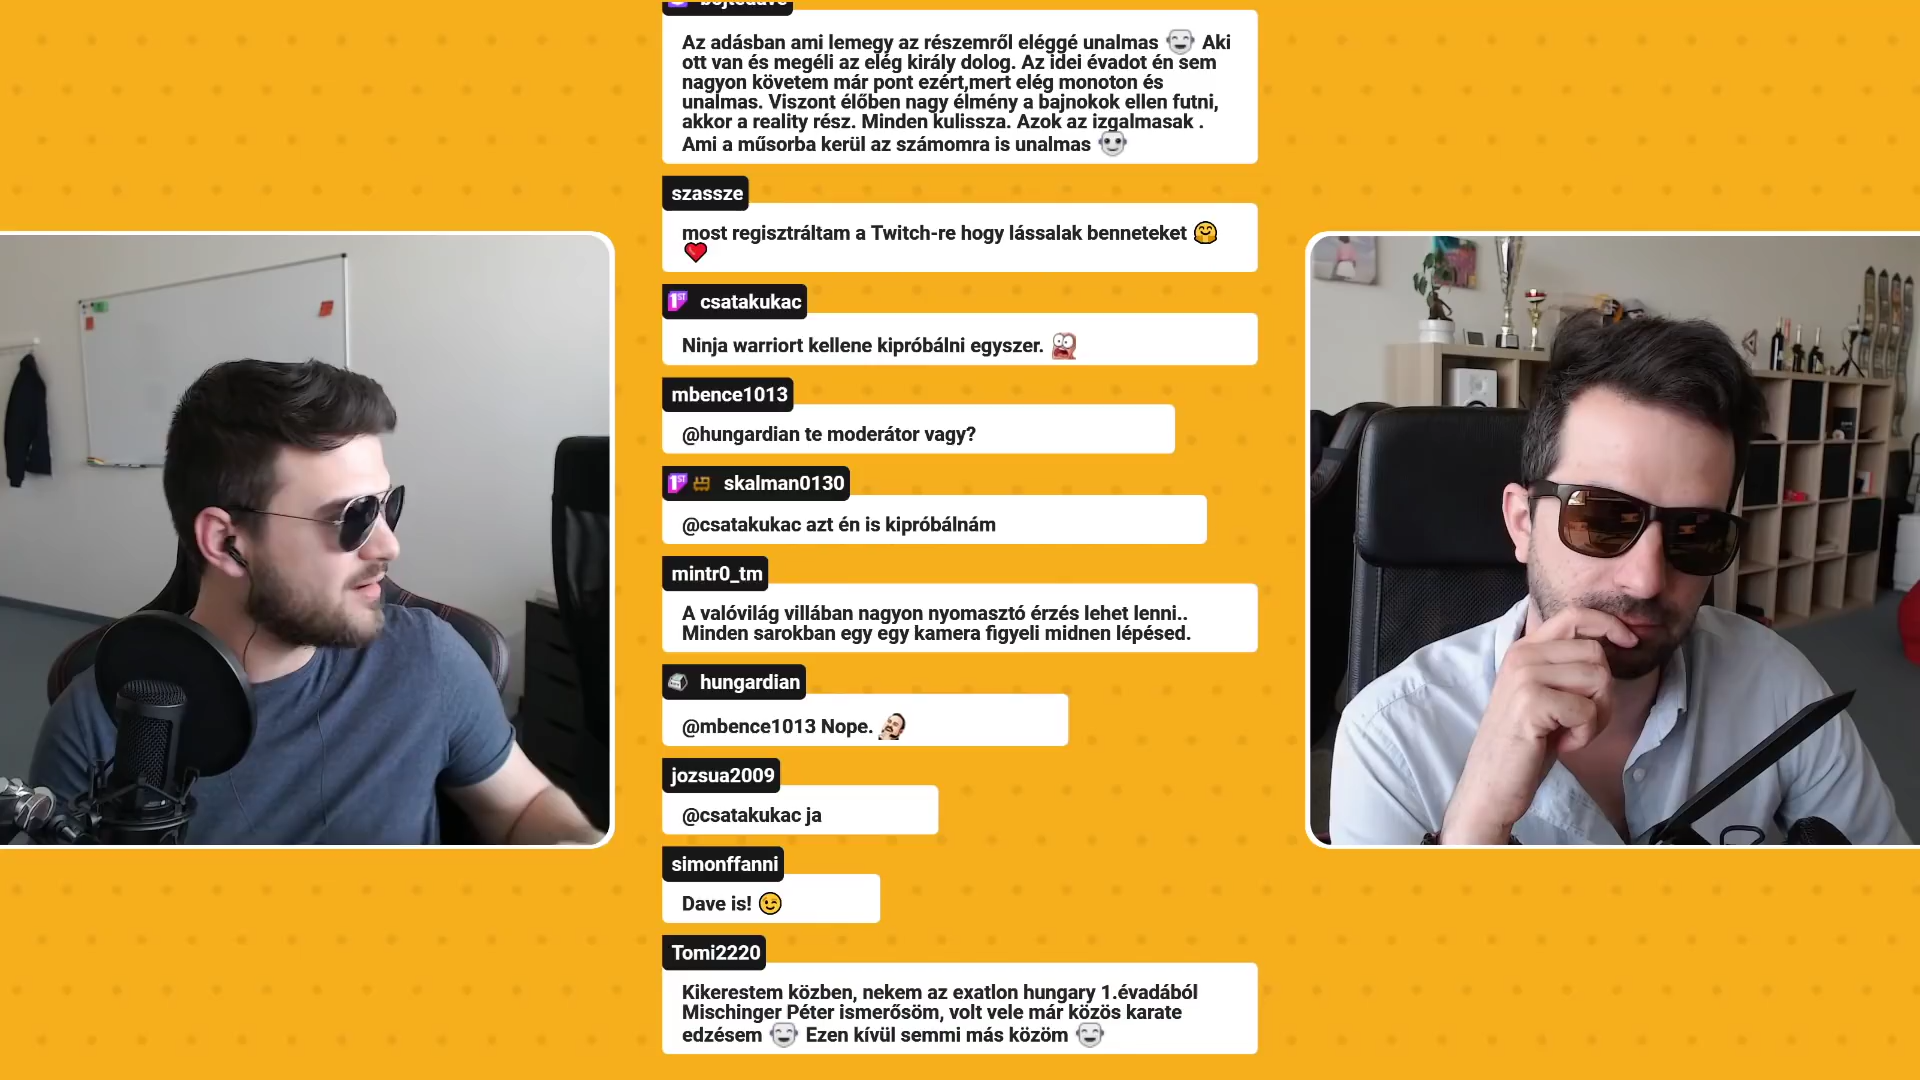 Az adásban ami lemegy az részemről eléggé unalmas Aki
ott van és megéli az elég király dolog. Az idei évadot én sem
nagyon követem már pont ezért,mert elég monoton és
unalmas. Viszont élőben nagy élmény a bajnokok ellen futni,
akkor a reality rész. Minden kulissza. Azok az izgalmasak .
Ami a műsorba kerül az számomra is unalmas
szassze
most regisztráltam a Twitch-re hogy lássalak benneteket 🤗
❤️
1ST csatakukac
Ninja warriort kellene kipróbálni egyszer.
mbence1013
@hungardian te moderátor vagy?
1ST skalman0130
@csatakukac azt én is kipróbálnám
mintr0_tm
A valóvilág villában nagyon nyomasztó érzés lehet lenni..
Minden sarokban egy egy kamera figyeli midnen lépésed.
hungardian
@mbence1013 Nope.
jozsua2009
@csatakukac ja
simonffanni
Dave is! 😉
Tomi2220
Kikerestem közben, nekem az exatlon hungary 1.évadából
Mischinger Péter ismerősöm, volt vele már közös karate
edzésem Ezen kívül semmi más közöm